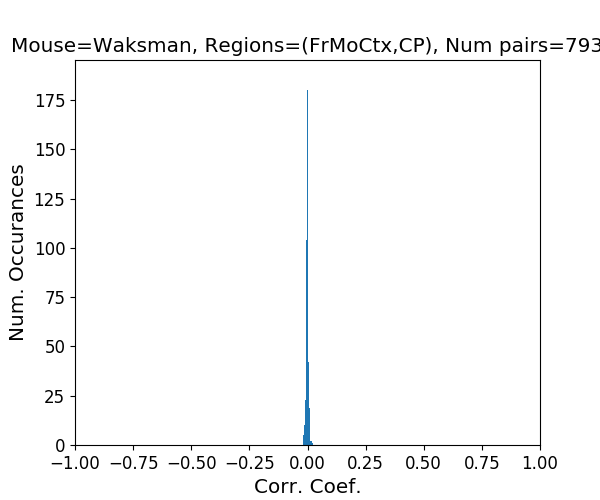 Mouse=Waksman, Regions=(FrMoCtx,CP), Num pairs=793
175
150
125
100
75
50
25
0
Num. Occurances
−1.00 −0.75 −0.50 −0.25 0.00 0.25 0.50 0.75 1.00
Corr. Coef.